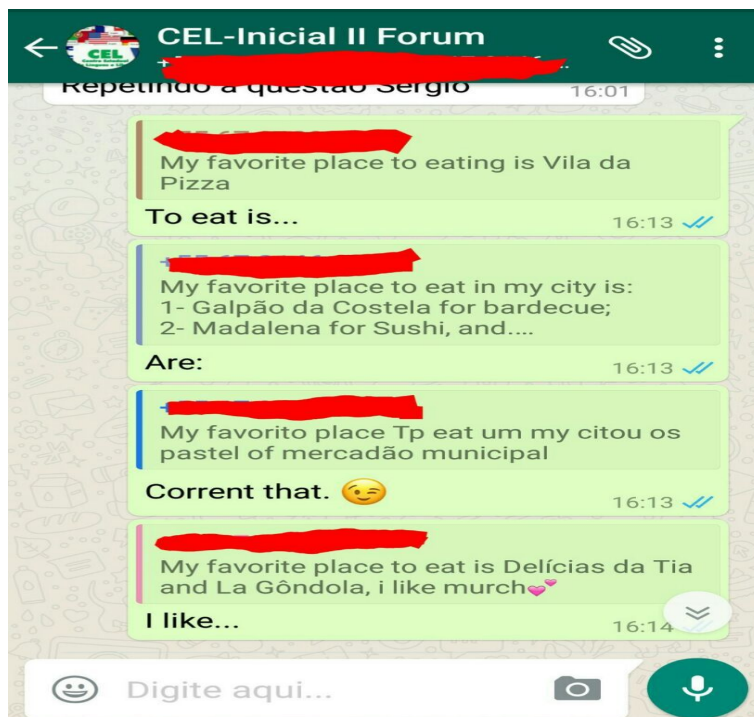 CEL-Inicial II Forum
CEL
Repetindo a questão Sergio
16:01
My favorite place to eating is Vila da
Pizza
To eat is...
16:13
My favorite place to eat in my city is:
1- Galpão da Costela for bardecue;
2- Madalena for Sushi, and....
Are:
16:13
My favorito place Tp eat um my citou os
pastel of mercadão municipal
Corrent that. 😉
16:13
My favorite place to eat is Delícias da Tia
and La Gôndola, i like murch💕
I like...
16:14
Digite aqui...